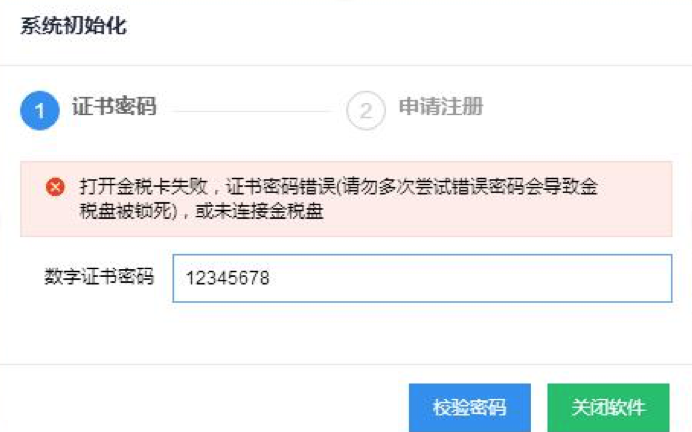 系统初始化
1 证书密码 2 申请注册
打开金税卡失败，证书密码错误(请勿多次尝试错误密码会导致金
税盘被锁死)，或未连接金税盘
数字证书密码 12345678
校验密码 关闭软件